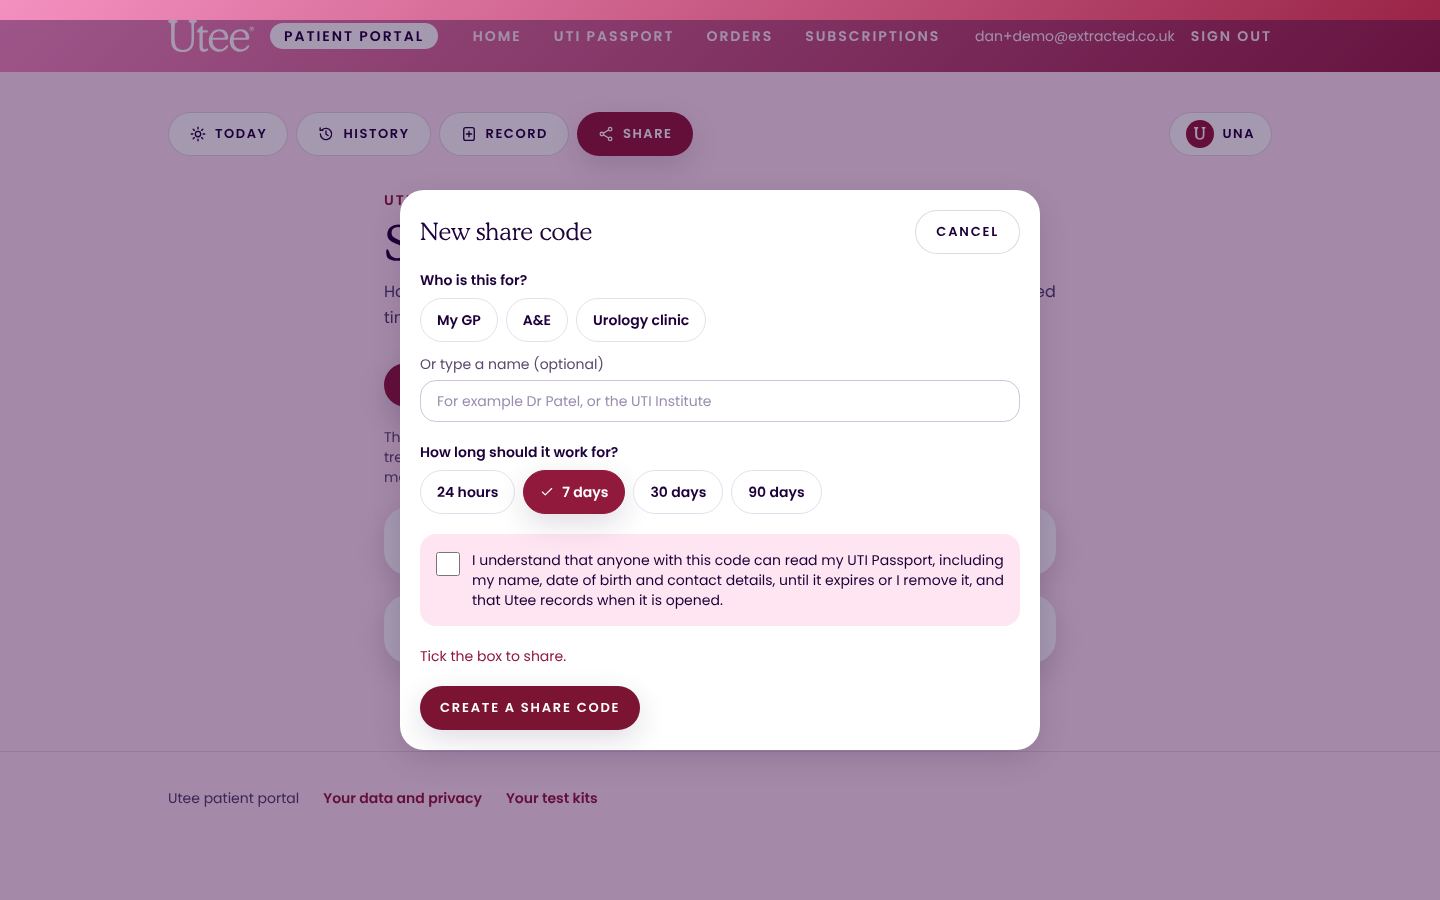 Utee®
PATIENT PORTAL
HOME
UTI PASSPORT
ORDERS
SUBSCRIPTIONS
dan+demo@extracted.co.uk
SIGN OUT
TODAY
HISTORY
RECORD
SHARE
U
UNA
New share code
CANCEL
Who is this for?
My GP
A&E
Urology clinic
Or type a name (optional)
For example Dr Patel, or the UTI Institute
How long should it work for?
24 hours
7 days
30 days
90 days
I understand that anyone with this code can read my UTI Passport, including
my name, date of birth and contact details, until it expires or I remove it, and
that Utee records when it is opened.
Tick the box to share.
CREATE A SHARE CODE
Utee patient portal
Your data and privacy
Your test kits